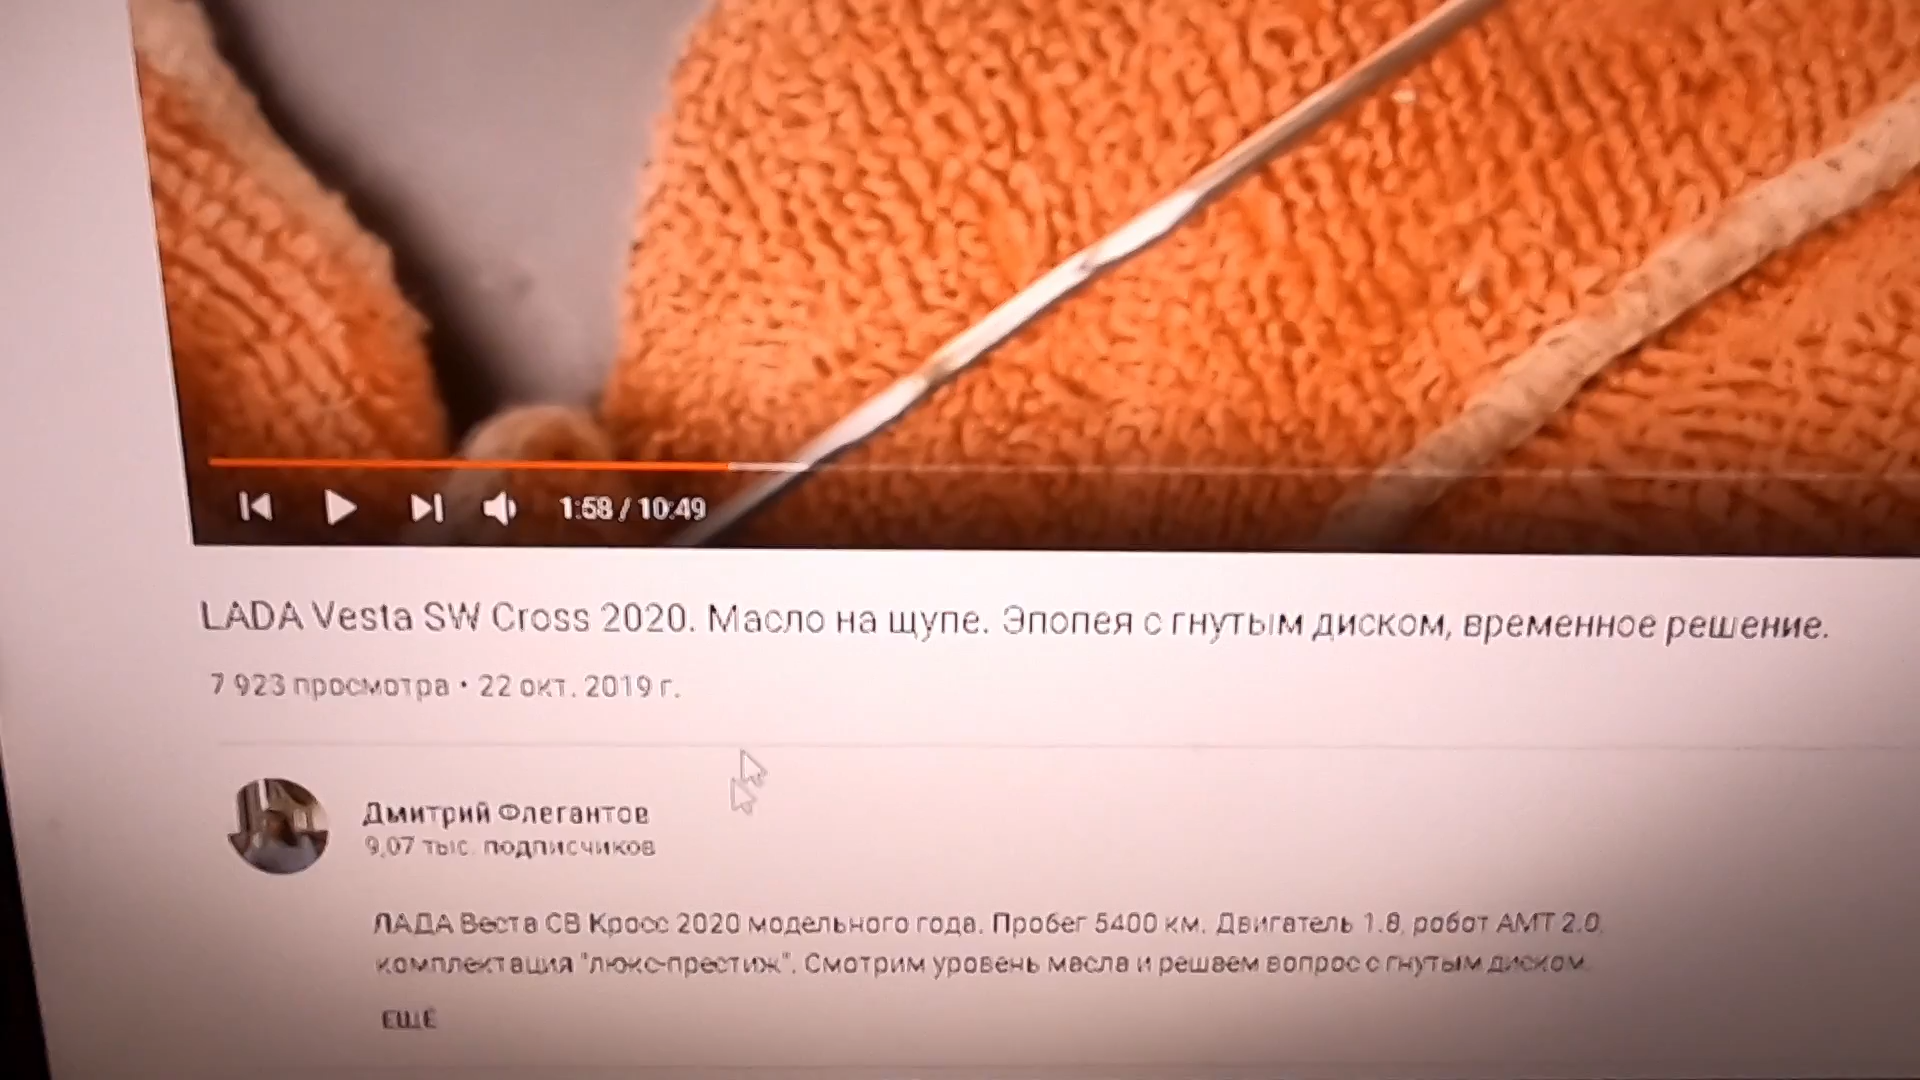 1:58 / 10:49
LADA Vesta SW Cross 2020. Масло на щупе. Эпопея с гнутым диском, временное решение.
7 923 просмотра • 22 окт. 2019 г.
Дмитрий Флегантов
9,07 тыс. подписчиков
ЛАДА Веста СВ Кросс 2020 модельного года. Пробег 5400 км. Двигатель 1.8, робот АМТ 2.0,
комплектация "люкс-престиж". Смотрим уровень масла и решаем вопрос с гнутым диском.
ЕЩЁ